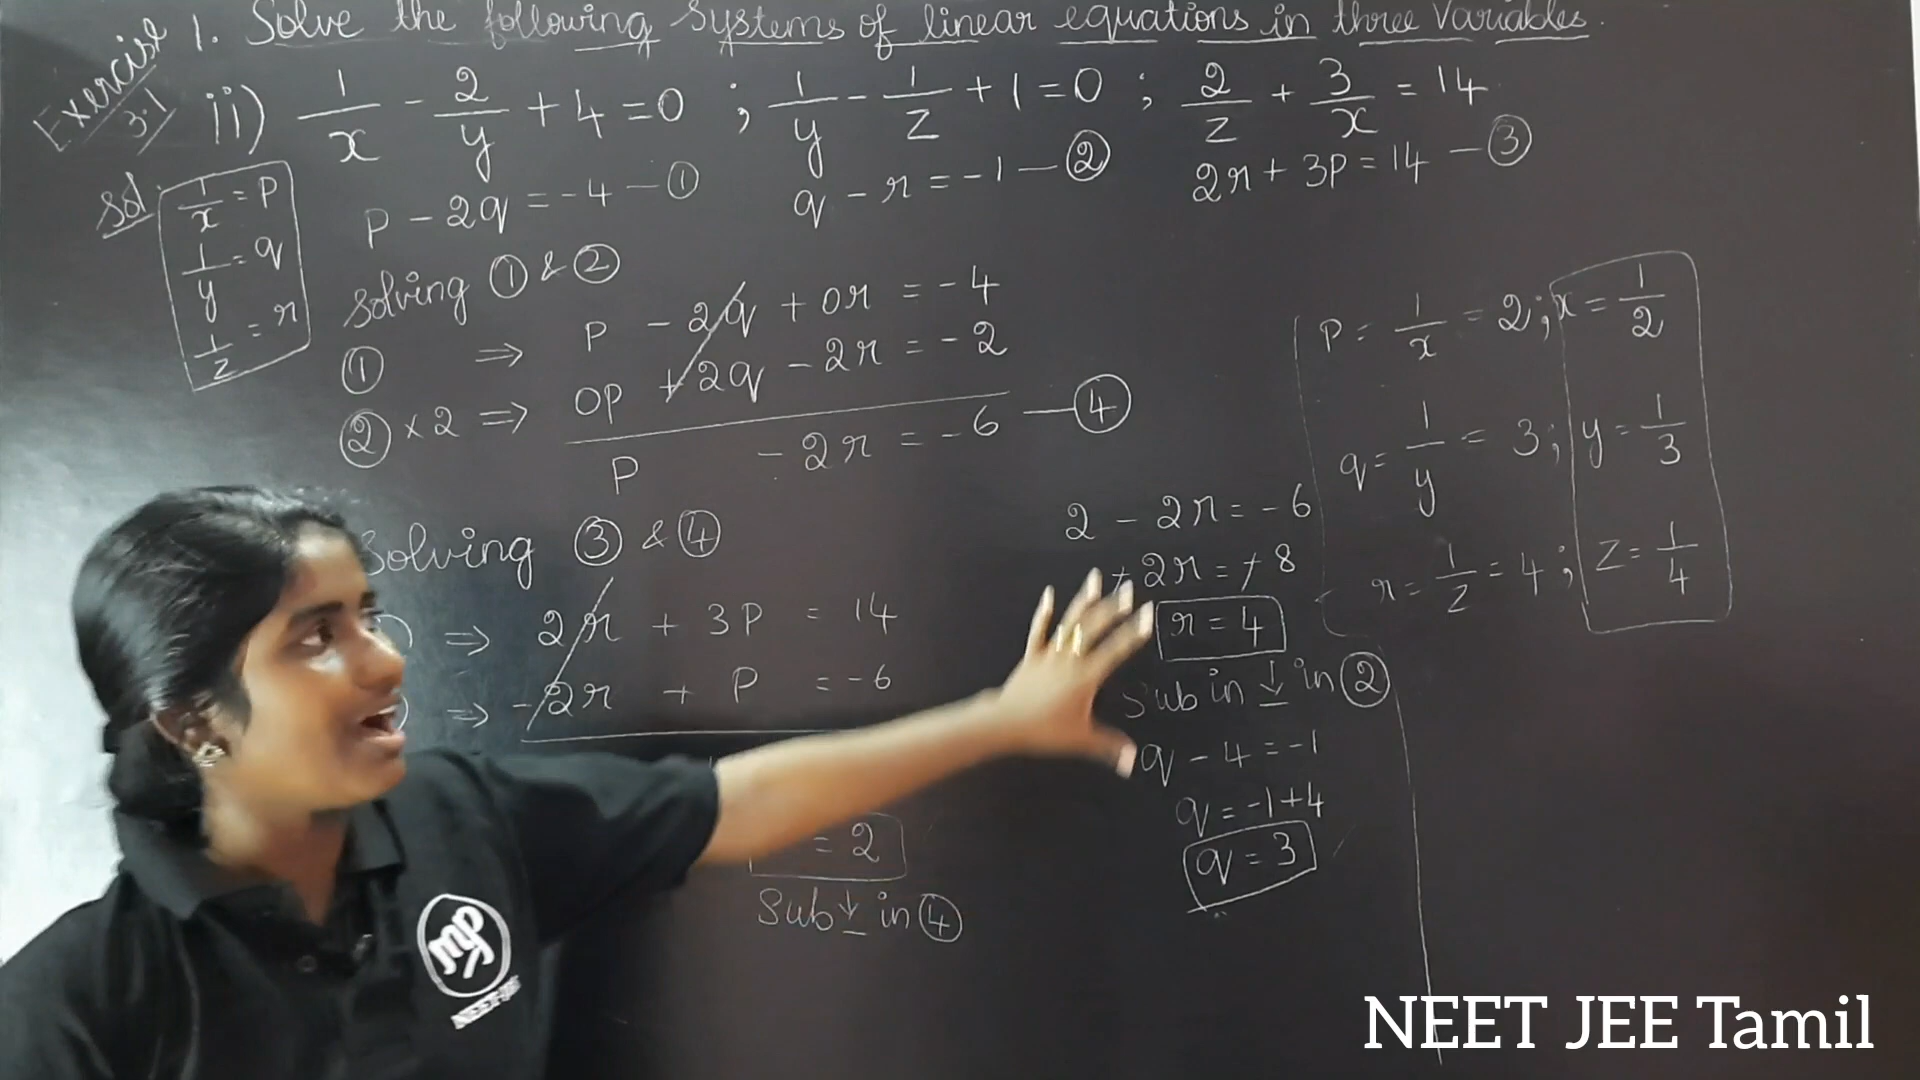 Exercise 3.1
1. Solve the following systems of linear equations in three variables.
ii) 1/x - 2/y + 4 = 0 ; 1/y - 1/z + 1 = 0 ; 2/z + 3/x = 14
Sol
1/x = p
1/y = q
1/z = r
p - 2q = -4 — ①
q - r = -1 — ②
2r + 3p = 14 — ③
Solving ① & ②
① ⇒ p - 2q + 0r = -4
② × 2 ⇒ 0p + 2q - 2r = -2
p - 2r = -6 — ④
Solving ③ & ④
⇒ 2r + 3p = 14
⇒ -2r + p = -6
= 2
Sub ↓ in ④
2 - 2r = -6
+2r = +8
r = 4
Sub in ↓ in ②
q - 4 = -1
q = -1 + 4
q = 3
p = 1/x = 2 ; x = 1/2
q = 1/y = 3 ; y = 1/3
r = 1/z = 4 ; z = 1/4
NEET-JEE
NEET JEE Tamil